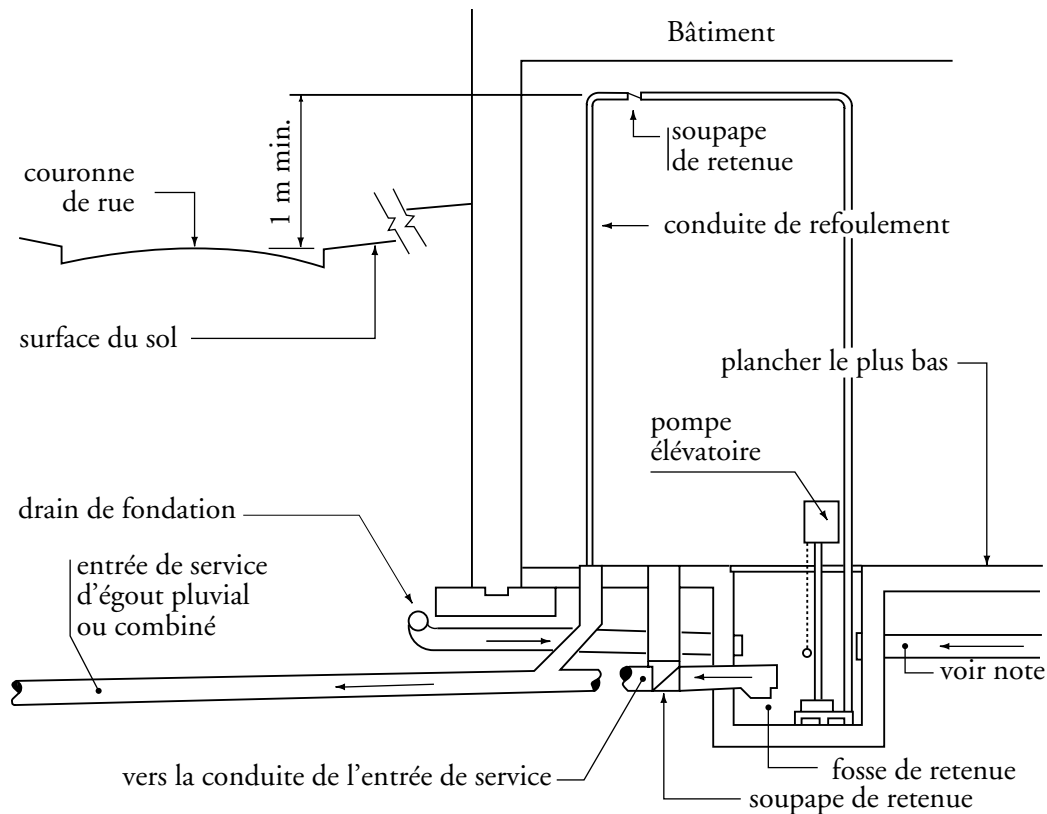 Bâtiment
soupape
de retenue
couronne
de rue
1 m min.
conduite de refoulement
surface du sol
plancher le plus bas
pompe
élévatoire
drain de fondation
entrée de service
d'égout pluvial
ou combiné
voir note
vers la conduite de l'entrée de service
fosse de retenue
soupape de retenue